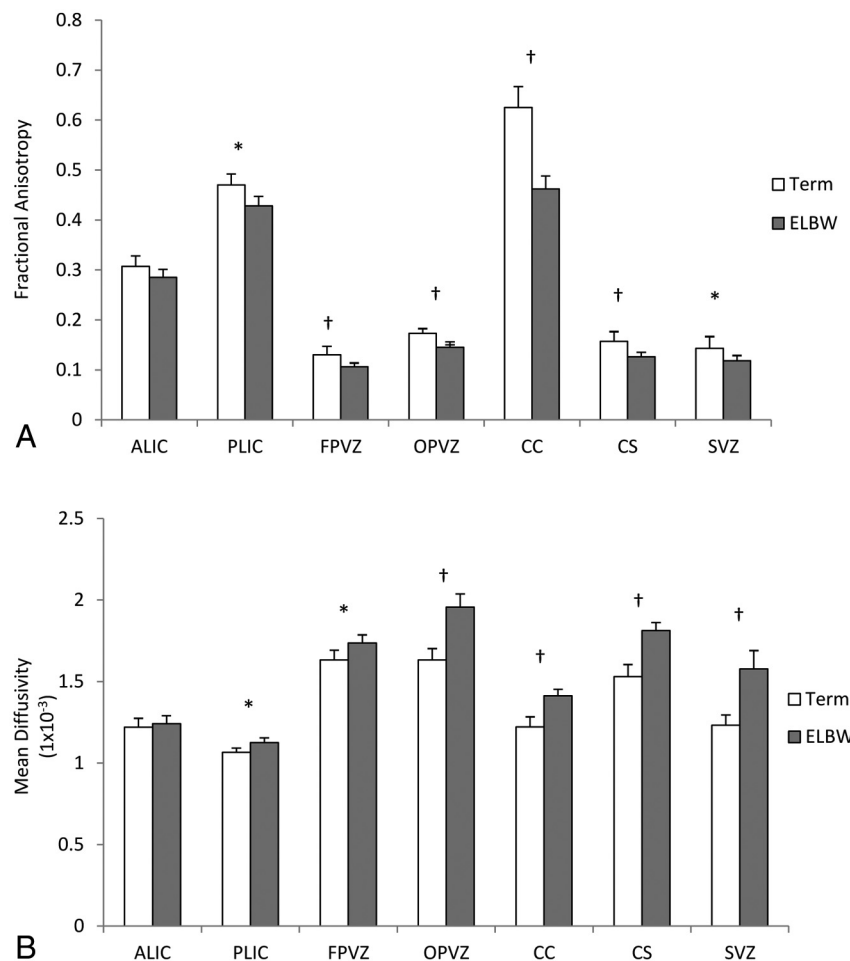 0.8
†
0.7
0.6
*
Fractional Anisotropy
0.5
Term
0.4
ELBW
0.3
†
†
*
†
0.2
0.1
0
A
ALIC PLIC FPVZ OPVZ CC CS SVZ
2.5
†
†
†
2
*
†
Mean Diffusivity
(1x10⁻³)
1.5
*
Term
ELBW
1
0.5
0
B
ALIC PLIC FPVZ OPVZ CC CS SVZ